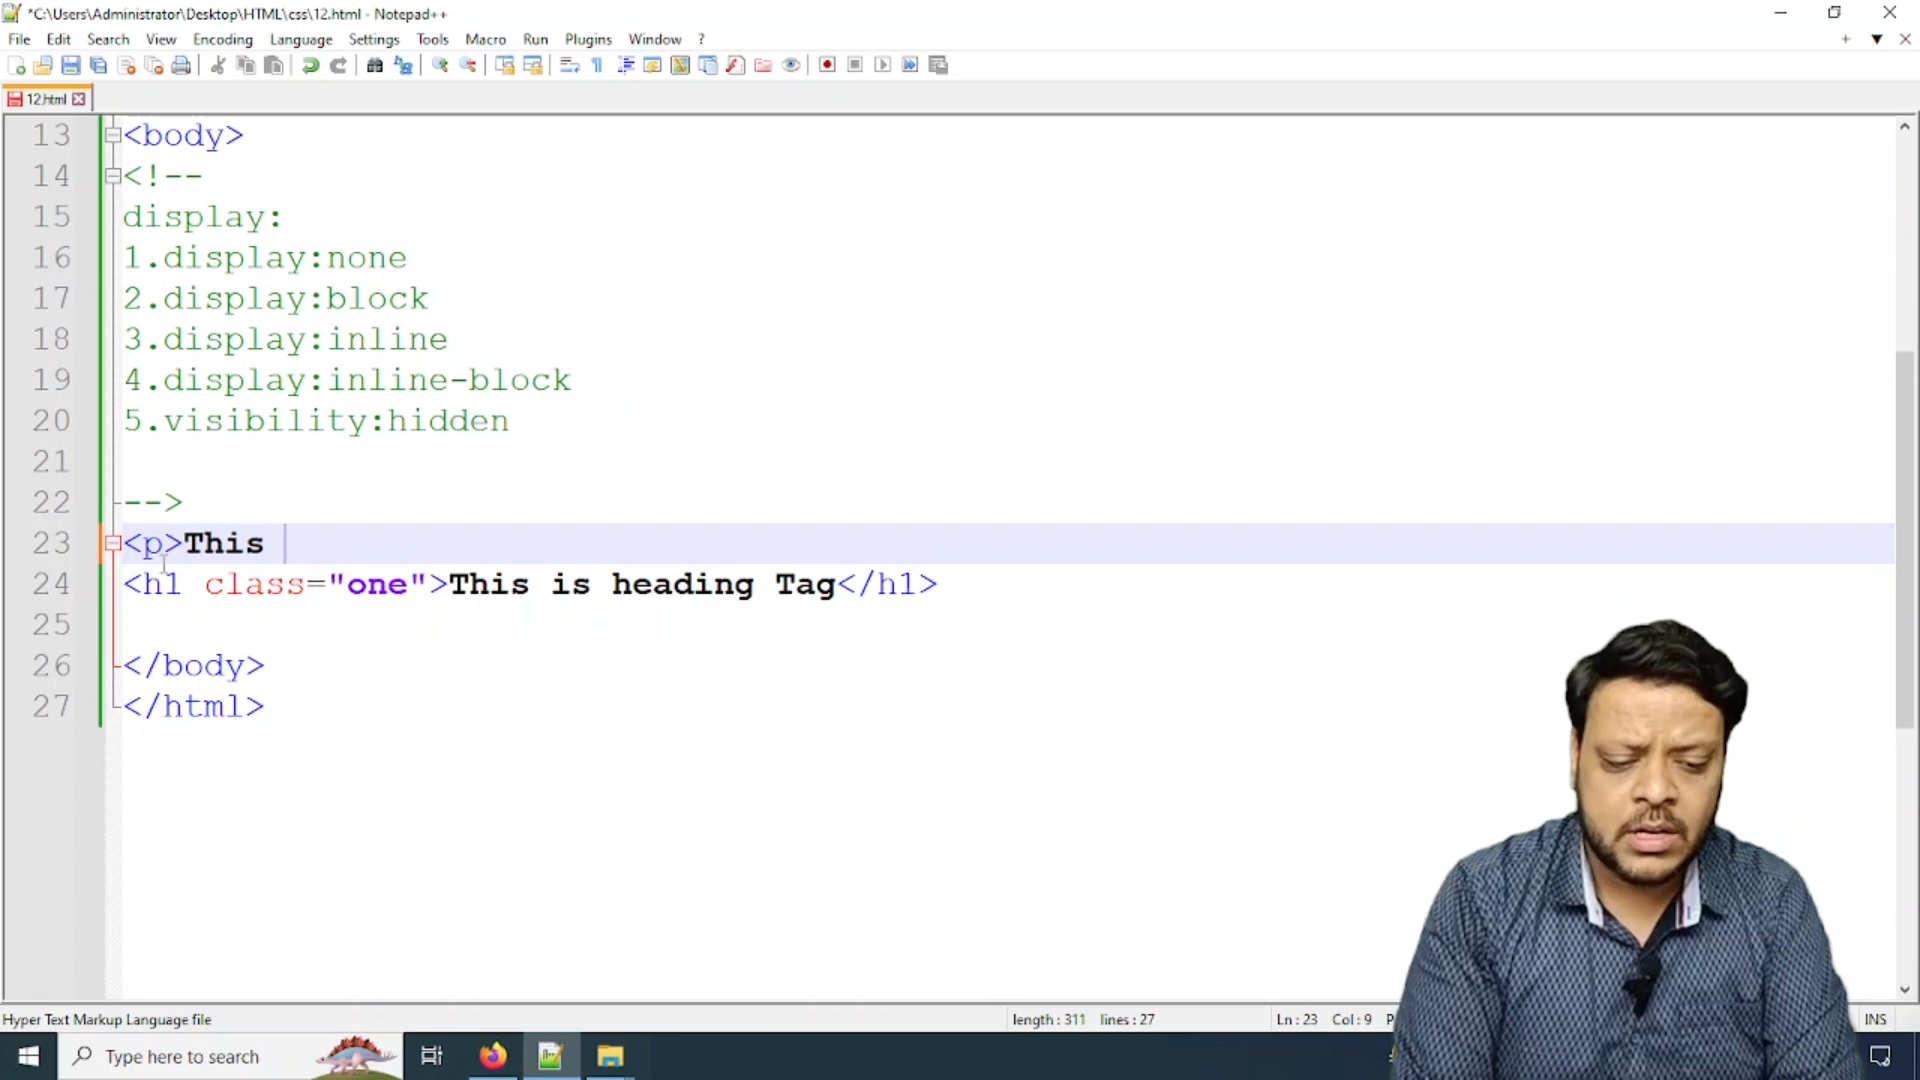 *C:\Users\Administrator\Desktop\HTML\css\12.html - Notepad++
File Edit Search View Encoding Language Settings Tools Macro Run Plugins Window ?
12.html
13 <body>
14 <!--
15 display:
16 1.display:none
17 2.display:block
18 3.display:inline
19 4.display:inline-block
20 5.visibility:hidden
21
22 -->
23 <p>This
24 <h1 class="one">This is heading Tag</h1>
25
26 </body>
27 </html>
Hyper Text Markup Language file length : 311 lines : 27 Ln : 23 Col : 9 P INS
Type here to search